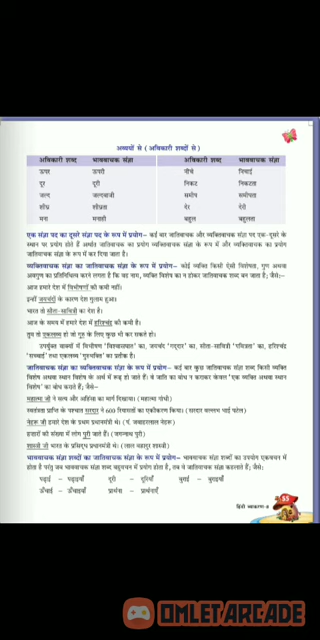 अव्ययों से ( अविकारी शब्दों से )
अविकारी शब्द भाववाचक संज्ञा अविकारी शब्द भाववाचक संज्ञा
ऊपर ऊपरी नीचे निचाई
दूर दूरी निकट निकटता
जल्द जल्दबाजी समीप समीपता
शीघ्र शीघ्रता देर देरी
मना मनाही बहुल बहुलता
एक संज्ञा पद का दूसरे संज्ञा पद के रूप में प्रयोग– कई बार जातिवाचक और व्यक्तिवाचक संज्ञा पद एक-दूसरे के
स्थान पर प्रयोग होते हैं अर्थात जातिवाचक का प्रयोग व्यक्तिवाचक संज्ञा के रूप में और व्यक्तिवाचक का प्रयोग
जातिवाचक संज्ञा के रूप में कर दिया जाता है।
व्यक्तिवाचक संज्ञा का जातिवाचक संज्ञा के रूप में प्रयोग– कोई व्यक्ति किसी ऐसी विशेषता, गुण अथवा
अवगुण का प्रतिनिधित्व करने लगता है कि वह नाम, व्यक्ति विशेष का न होकर जातिवाचक शब्द बन जाता है; जैसे:–
आज हमारे देश में विभीषणों की कमी नहीं।
इन्हीं जयचंदों के कारण देश गुलाम हुआ।
भारत तो सीता-सावित्री का देश है।
आज के समय में हमारे देश में हरिश्चंद्र की कमी है।
तुम तो एकलव्य हो जो गुरु के लिए कुछ भी कर सकते हो।
उपर्युक्त वाक्यों में विभीषण 'विश्वासघात' का, जयचंद 'गद्दार' का, सीता-सावित्री 'पवित्रता' का, हरिश्चंद्र
'सच्चाई' तथा एकलव्य 'गुरुभक्ति' का प्रतीक है।
जातिवाचक संज्ञा का व्यक्तिवाचक संज्ञा के रूप में प्रयोग– कई बार कुछ जातिवाचक संज्ञा शब्द किसी व्यक्ति
विशेष अथवा स्थान विशेष के अर्थ में रूढ़ हो जाते हैं। वे जाति का बोध न कराकर केवल 'एक व्यक्ति अथवा स्थान
विशेष' का बोध कराते हैं; जैसे–
महात्मा जी ने सत्य और अहिंसा का मार्ग दिखाया। (महात्मा गांधी)
स्वतंत्रता प्राप्ति के पश्चात सरदार ने 600 रियासतों का एकीकरण किया। (सरदार वल्लभ भाई पटेल)
नेहरू जी हमारे देश के प्रथम प्रधानमंत्री थे। (पं. जवाहरलाल नेहरू)
हजारों की संख्या में लोग पुरी जाते हैं। (जगन्नाथ पुरी)
शास्त्री जी भारत के प्रसिद्ध प्रधानमंत्री थे। (लाल बहादुर शास्त्री)
भाववाचक संज्ञा शब्दों का जातिवाचक संज्ञा के रूप में प्रयोग– भाववाचक संज्ञा शब्दों का उपयोग एकवचन में
होता है परंतु जब भाववाचक संज्ञा शब्द बहुवचन में प्रयोग होता है, तब वे जातिवाचक संज्ञा कहलाते हैं; जैसे:
पढ़ाई – पढ़ाइयाँ दूरी – दूरियाँ बुराई – बुराइयाँ
ऊँचाई – ऊँचाइयाँ प्रार्थना – प्रार्थनाएँ
55
हिंदी व्याकरण-8
OMLET ARCADE